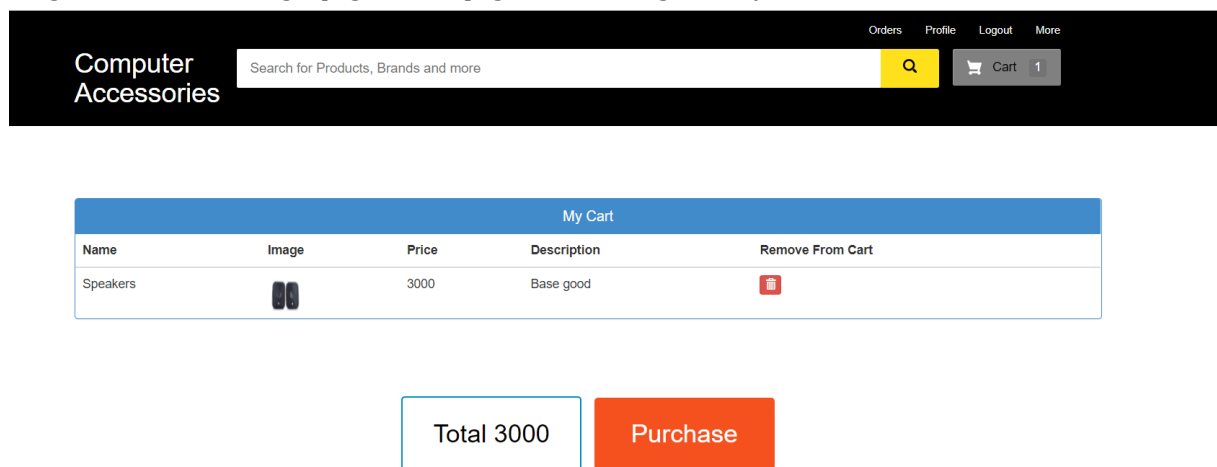 Orders Profile Logout More
Computer
Accessories
Search for Products, Brands and more
Cart 1
My Cart
Name Image Price Description Remove From Cart
Speakers 3000 Base good
Total 3000 Purchase